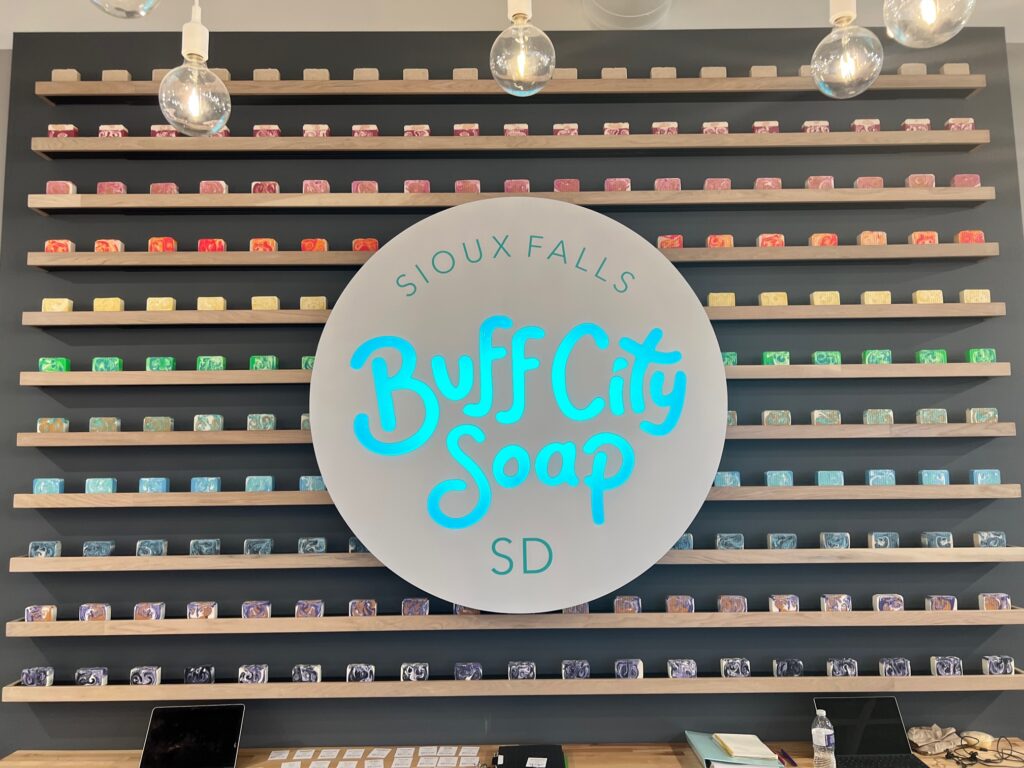 SIOUX FALLS
Buff City
Soap
SD